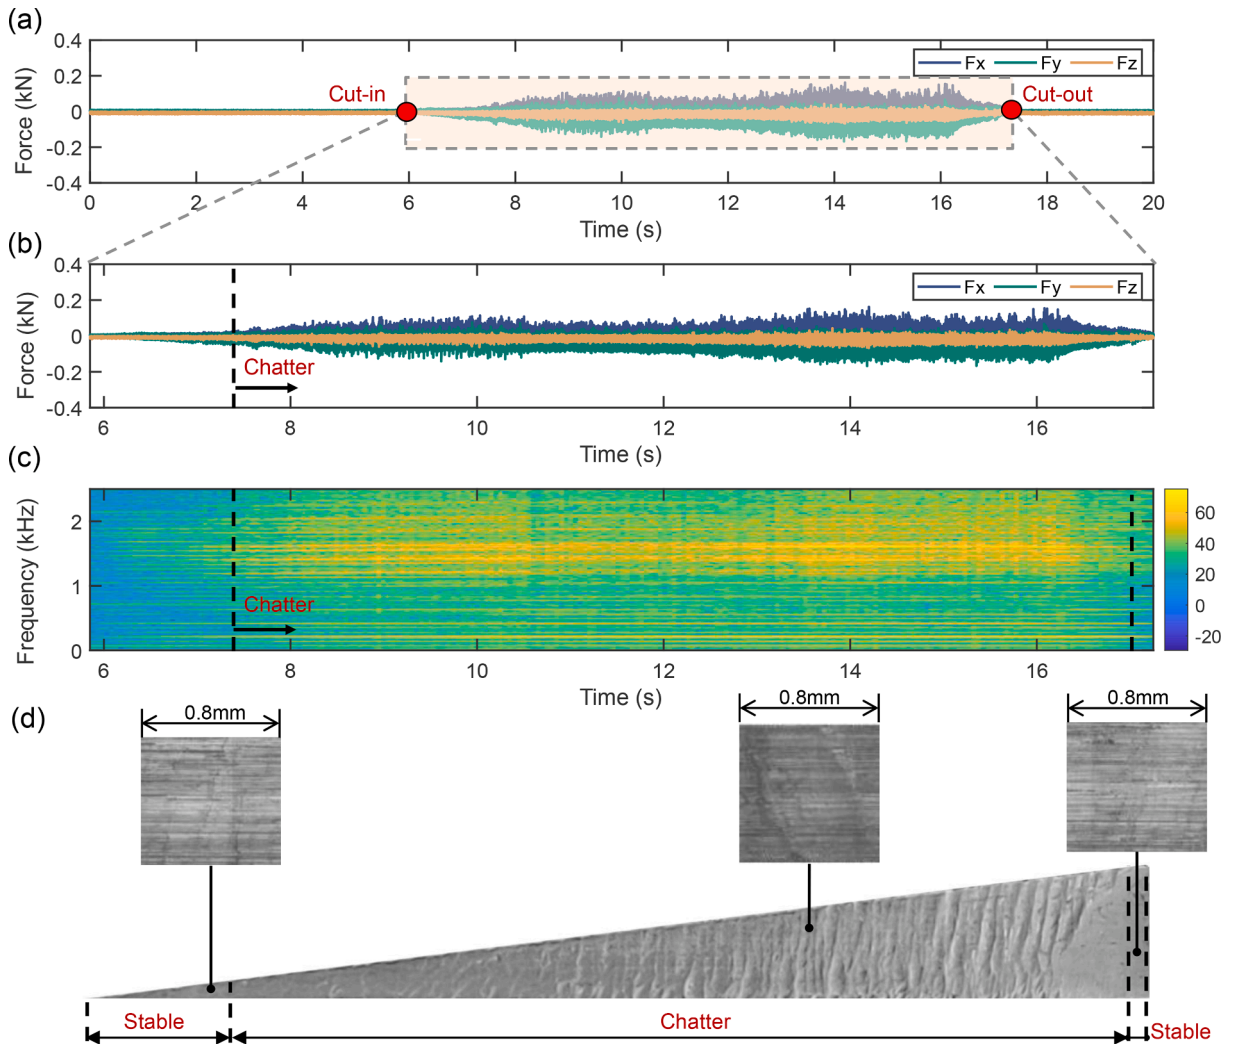 (a)
0.4
0.2
0
-0.2
-0.4
Force (kN)
Fx Fy Fz
Cut-in
Cut-out
0 2 4 6 8 10 12 14 16 18 20
Time (s)
(b)
0.4
0.2
0
-0.2
-0.4
Force (kN)
Fx Fy Fz
Chatter
6 8 10 12 14 16
Time (s)
(c)
2
1
0
Frequency (kHz)
Chatter
60
40
20
0
-20
6 8 10 12 14 16
Time (s)
(d)
0.8mm 0.8mm 0.8mm
Stable Chatter Stable